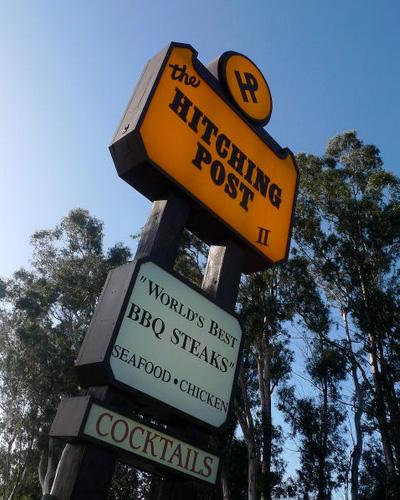 HP
the
HITCHING
POST
II
"WORLD'S BEST
BBQ STEAKS"
SEAFOOD • CHICKEN
COCKTAILS